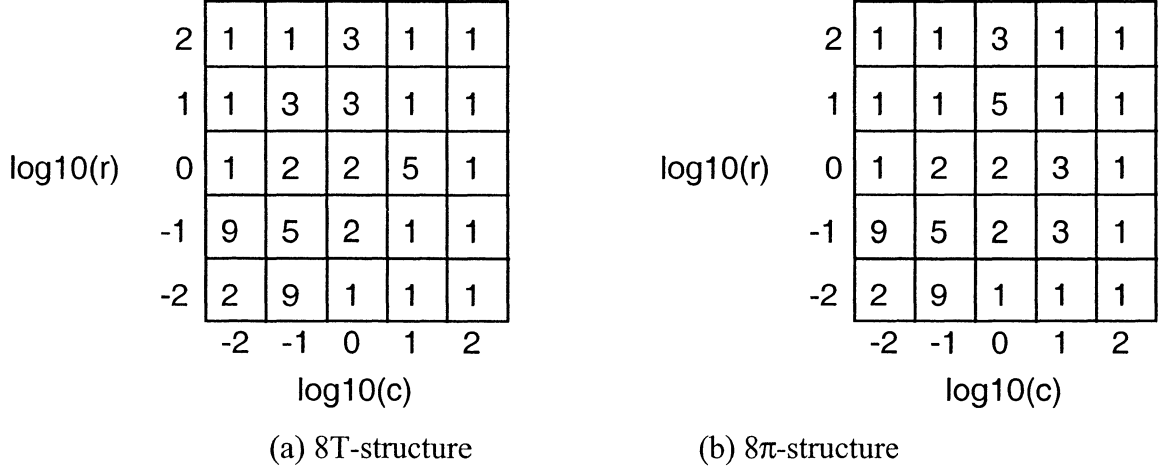 2 1 1 3 1 1 2 1 1 3 1 1
1 1 3 3 1 1 1 1 1 5 1 1
log10(r) 0 1 2 2 5 1 log10(r) 0 1 2 2 3 1
-1 9 5 2 1 1 -1 9 5 2 3 1
-2 2 9 1 1 1 -2 2 9 1 1 1
-2 -1 0 1 2 -2 -1 0 1 2
log10(c) log10(c)
(a) 8T-structure (b) 8π-structure